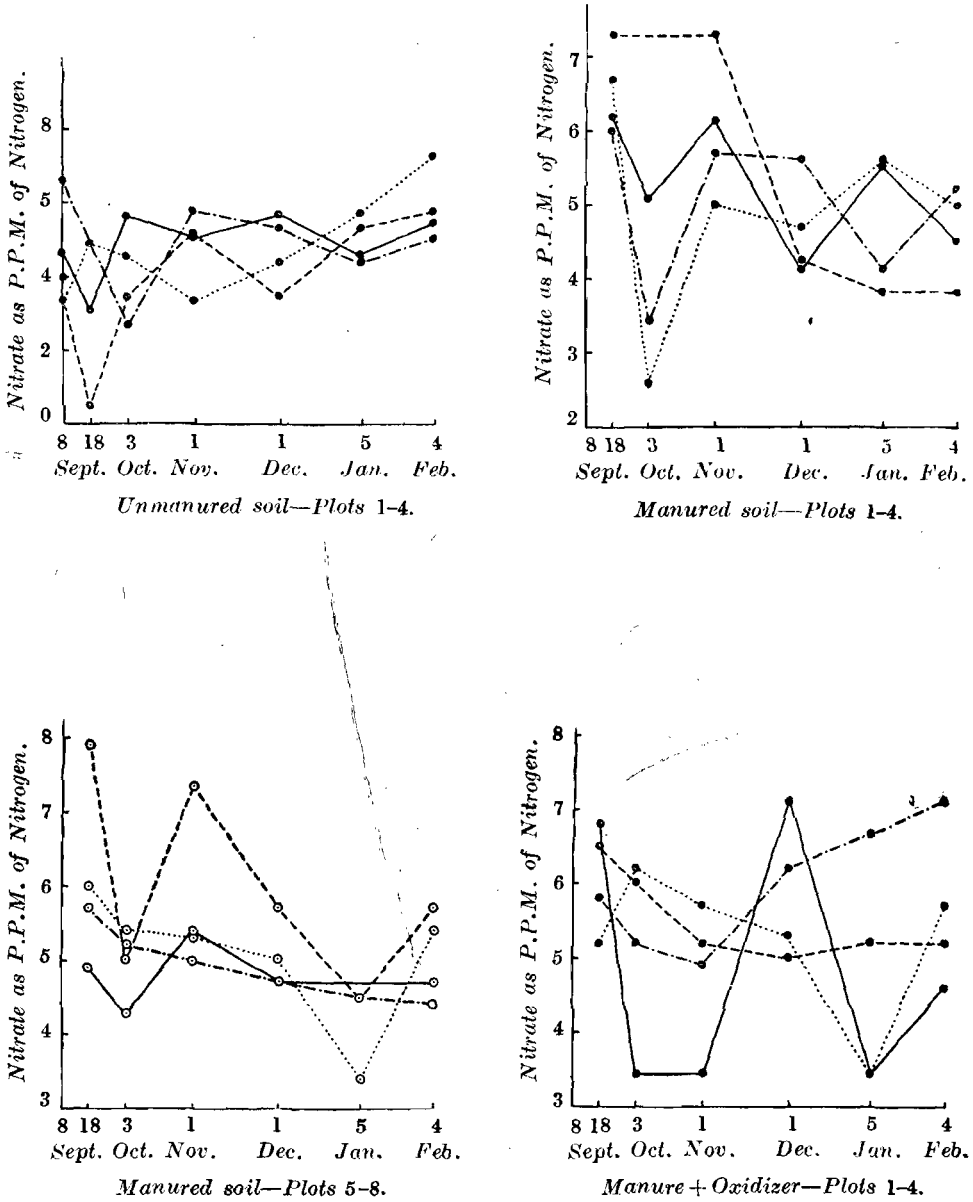 Nitrate as P.P.M. of Nitrogen.
8
5
4
2
0
8 18 3 1 1 5 4
Sept. Oct. Nov. Dec. Jan. Feb.
Unmanured soil—Plots 1–4.
Nitrate as P.P.M. of Nitrogen.
7
6
5
4
3
2
8 18 3 1 1 5 4
Sept. Oct. Nov. Dec. Jan. Feb.
Manured soil—Plots 1–4.
Nitrate as P.P.M. of Nitrogen.
8
7
6
5
4
3
8 18 3 1 1 5 4
Sept. Oct. Nov. Dec. Jan. Feb.
Manured soil—Plots 5–8.
Nitrate as P.P.M. of Nitrogen.
8
7
6
5
4
3
8 18 3 1 1 5 4
Sept. Oct. Nov. Dec. Jan. Feb.
Manure + Oxidizer—Plots 1–4.